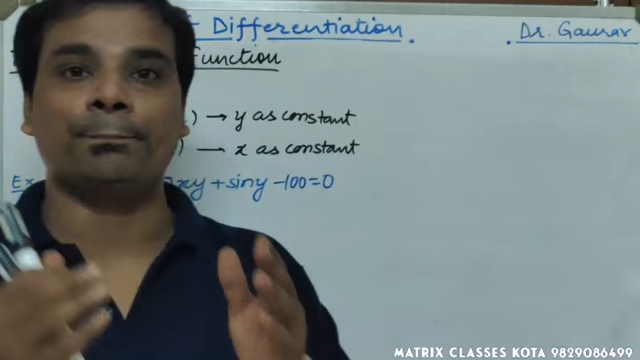 Differentiation
Dr. Gaurav
Function
) → y as constant
) → x as constant
Ex xy + siny - 100 = 0
MATRIX CLASSES KOTA 9829086499